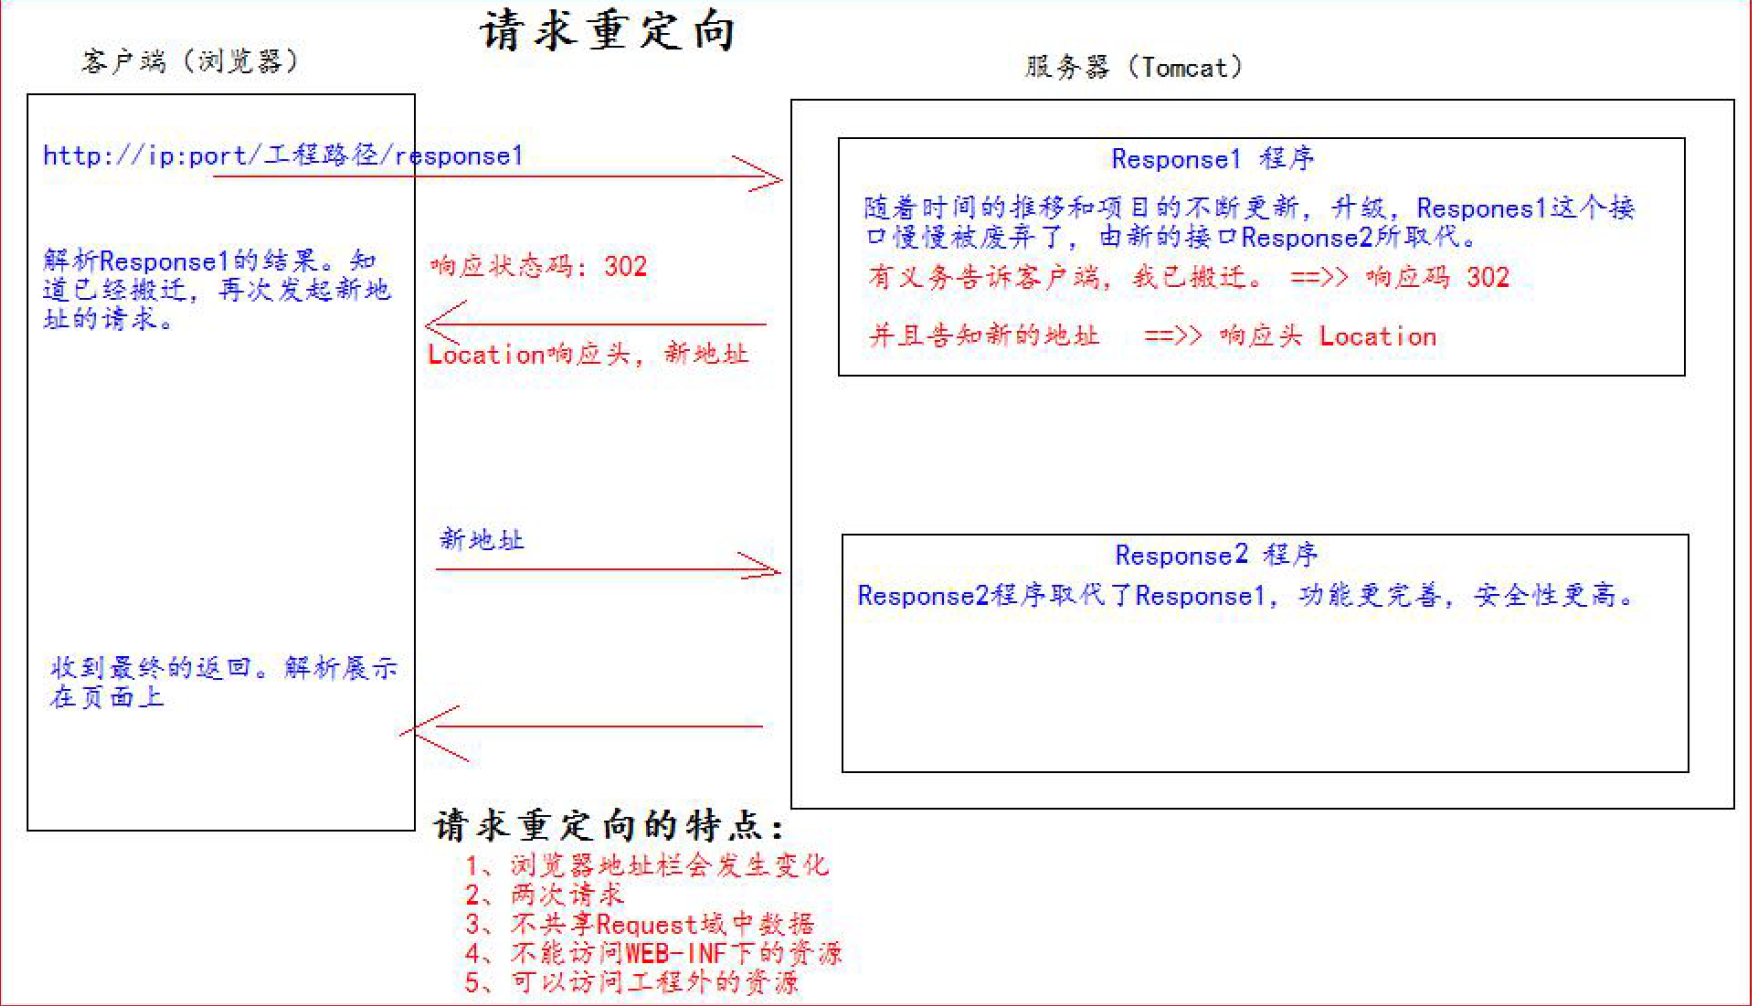 请求重定向
客户端（浏览器）
服务器（Tomcat）
http://ip:port/工程路径/response1
Response1 程序
随着时间的推移和项目的不断更新，升级，Respones1这个接
口慢慢被废弃了，由新的接口Response2所取代。
有义务告诉客户端，我已搬迁。 ==>> 响应码 302
并且告知新的地址 ==>> 响应头 Location
解析Response1的结果。知
道已经搬迁，再次发起新地
址的请求。
响应状态码：302
Location响应头，新地址
新地址
Response2 程序
Response2程序取代了Response1，功能更完善，安全性更高。
收到最终的返回。解析展示
在页面上
请求重定向的特点：
1、浏览器地址栏会发生变化
2、两次请求
3、不共享Request域中数据
4、不能访问WEB-INF下的资源
5、可以访问工程外的资源